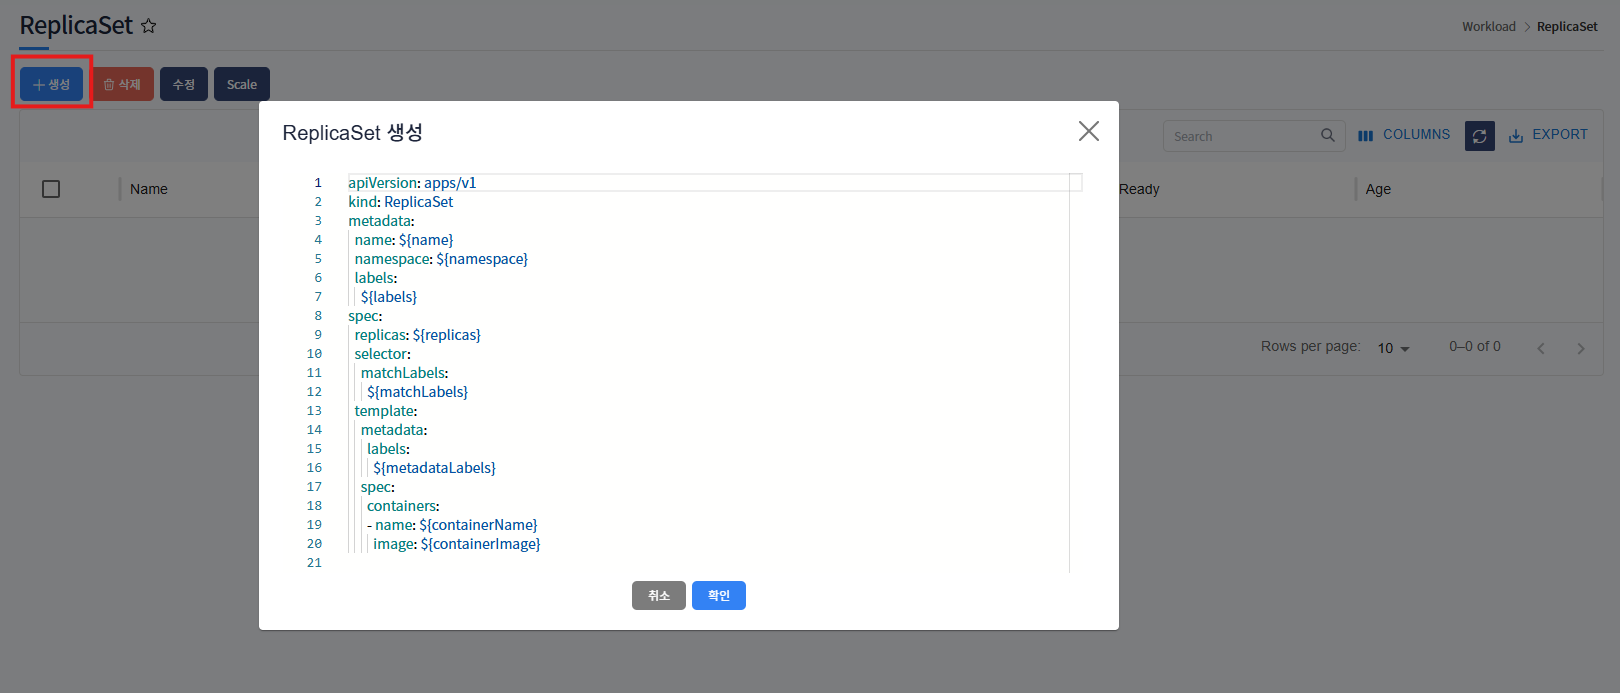 ReplicaSet
Workload > ReplicaSet
생성 삭제 수정 Scale
ReplicaSet 생성
Search COLUMNS EXPORT
Name Ready Age
1 apiVersion: apps/v1
2 kind: ReplicaSet
3 metadata:
4 name: ${name}
5 namespace: ${namespace}
6 labels:
7 ${labels}
8 spec:
9 replicas: ${replicas}
10 selector:
11 matchLabels:
12 ${matchLabels}
13 template:
14 metadata:
15 labels:
16 ${metadataLabels}
17 spec:
18 containers:
19 - name: ${containerName}
20 image: ${containerImage}
21
Rows per page: 10 0–0 of 0
취소 확인